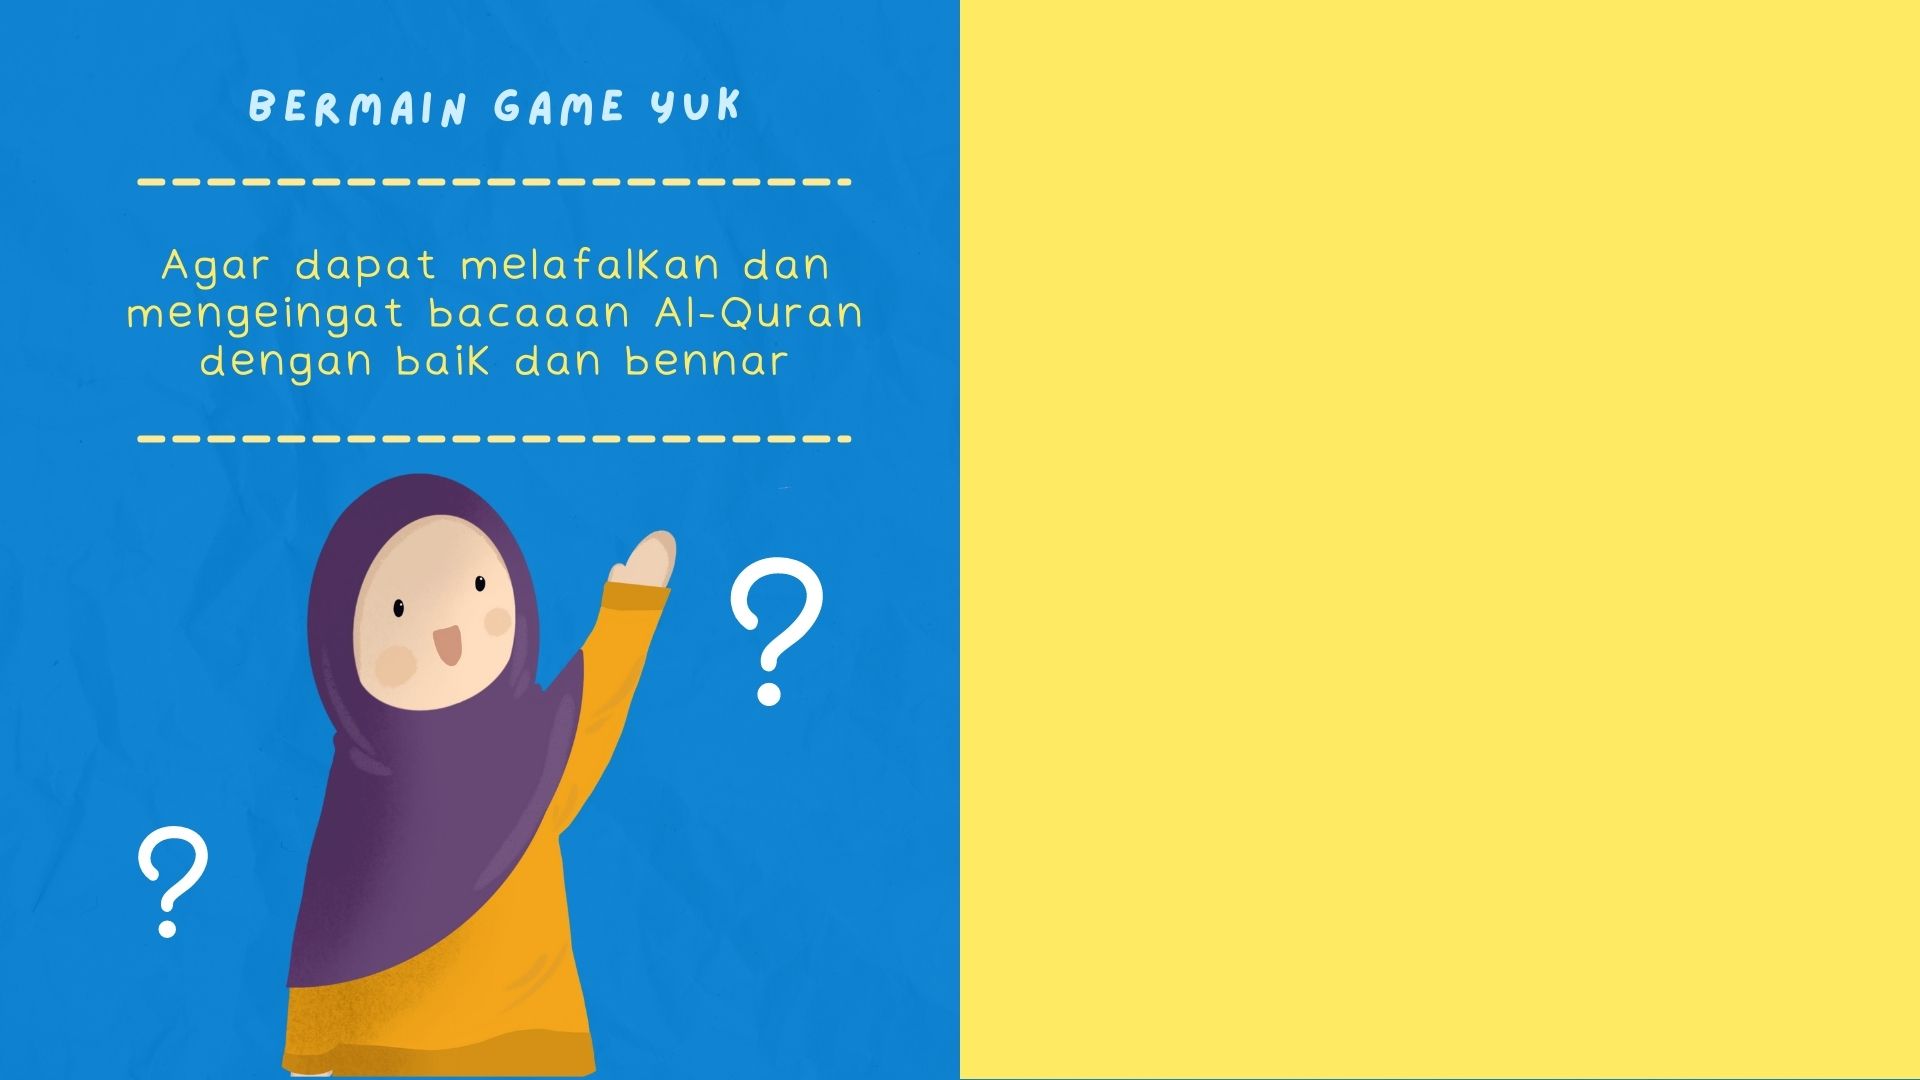 BERMAIN GAME YUK
Agar dapat melafalkan dan
mengeingat bacaaan Al-Quran
dengan baik dan bennar
?
?